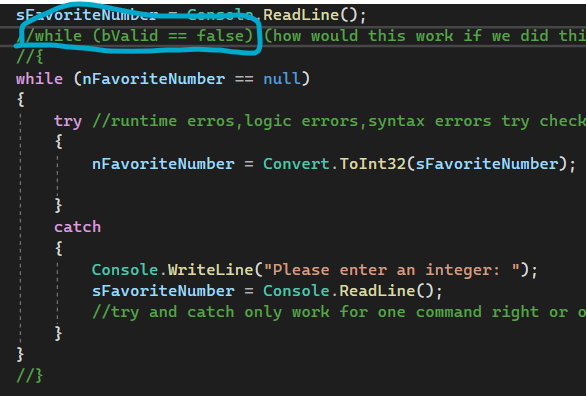 sFavoriteNumber = Console.ReadLine();
//while (bValid == false) (how would this work if we did thi
//{
while (nFavoriteNumber == null)
{
try //runtime erros,logic errors,syntax errors try check
{
nFavoriteNumber = Convert.ToInt32(sFavoriteNumber);
}
catch
{
Console.WriteLine("Please enter an integer: ");
sFavoriteNumber = Console.ReadLine();
//try and catch only work for one command right or o
}
}
//}